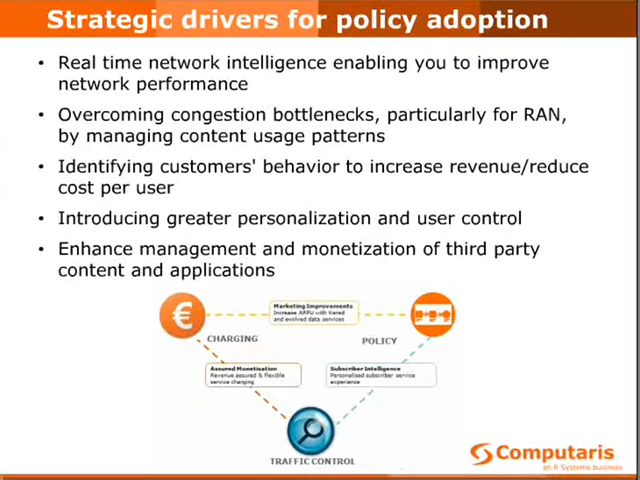 Strategic drivers for policy adoption
• Real time network intelligence enabling you to improve
network performance
• Overcoming congestion bottlenecks, particularly for RAN,
by managing content usage patterns
• Identifying customers' behavior to increase revenue/reduce
cost per user
• Introducing greater personalization and user control
• Enhance management and monetization of third party
content and applications
€
Marketing Improvements
Increase ARPU with tiered
and evolved data services
CHARGING
POLICY
Assured Monetisation
Revenue assured & flexible
service charging
Subscriber Intelligence
Personalised subscriber service
experience
TRAFFIC CONTROL
Computaris
an R Systems business